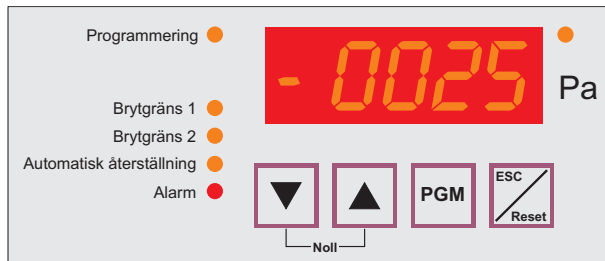 Programmering
-0025
Pa
Brytgräns 1
Brytgräns 2
Automatisk återställning
Alarm
PGM
ESC
Reset
Noll